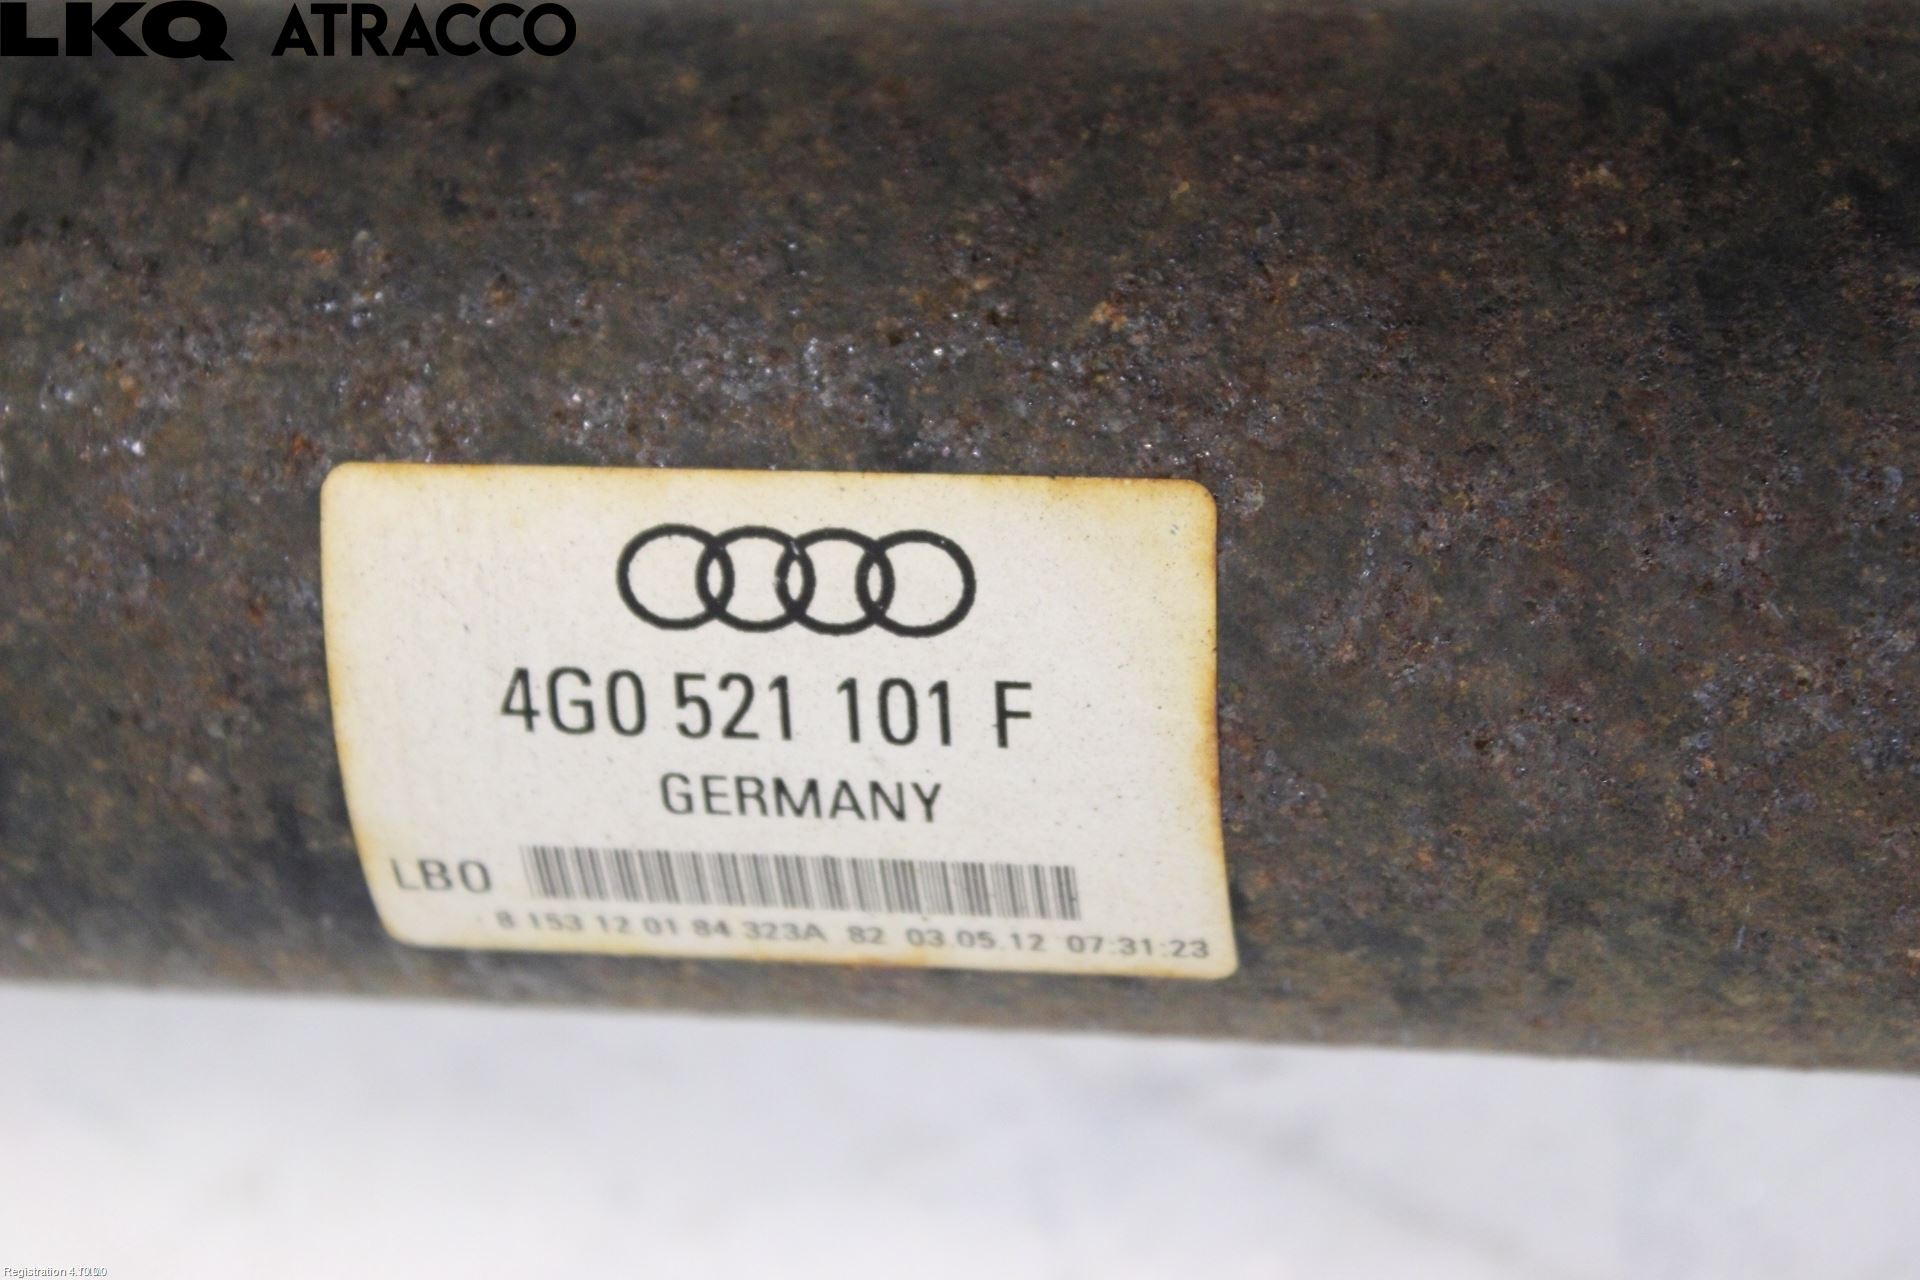 LKQ ATRACCO
4G0 521 101 F
GERMANY
LBO
8 153 12 01 84 323A 82 03.05.12 07:31:23
Registration